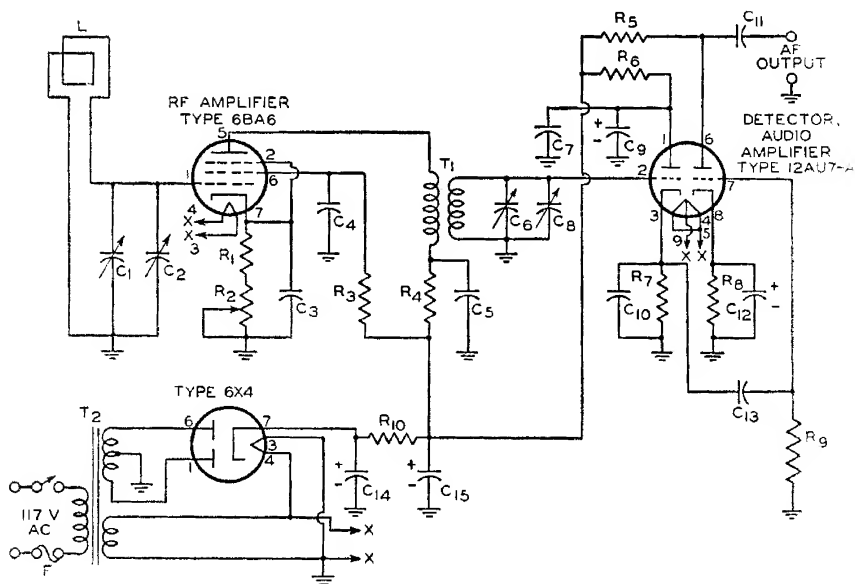 L
RF AMPLIFIER
TYPE 6BA6
5
2
6
1
7
4
X
X
3
C1
C2
R1
R2
C3
C4
R3
R4
C5
T1
C6
C8
R5
R6
C11
AF
OUTPUT
DETECTOR,
AUDIO
AMPLIFIER
TYPE 12AU7-A
C7
+
-
C9
1
6
2
7
3
4
5
8
9
X
X
R7
C10
R8
C12
+
-
C13
R9
TYPE 6X4
T2
6
1
7
3
4
R10
+
-
C14
+
-
C15
117 V
AC
F
X
X